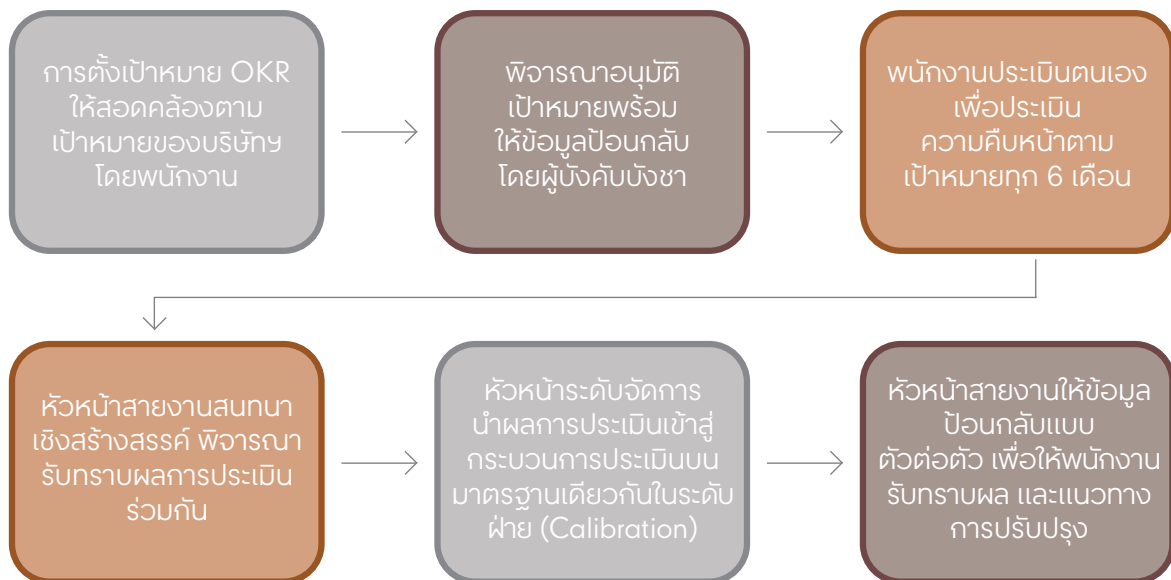 การตั้งเป้าหมาย OKR
ให้สอดคล้องตาม
เป้าหมายของบริษัทฯ
โดยพนักงาน
พิจารณาอนุมัติ
เป้าหมายพร้อม
ให้ข้อมูลป้อนกลับ
โดยผู้บังคับบังชา
พนักงานประเมินตนเอง
เพื่อประเมิน
ความคืบหน้าตาม
เป้าหมายทุก 6 เดือน
หัวหน้าสายงานสนทนา
เชิงสร้างสรรค์ พิจารณา
รับทราบผลการประเมิน
ร่วมกัน
หัวหน้าระดับจัดการ
นำผลการประเมินเข้าสู่
กระบวนการประเมินบน
มาตรฐานเดียวกันในระดับ
ฝ่าย (Calibration)
หัวหน้าสายงานให้ข้อมูล
ป้อนกลับแบบ
ตัวต่อตัว เพื่อให้พนักงาน
รับทราบผล และแนวทาง
การปรับปรุง